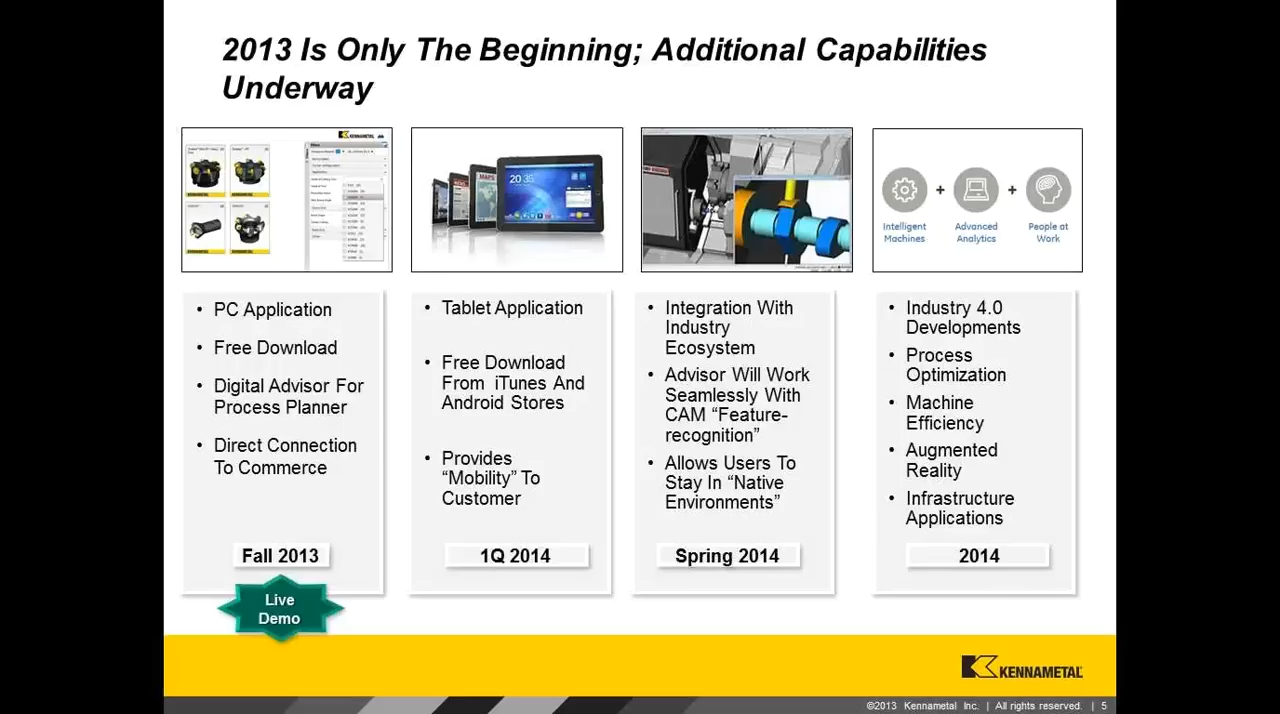 2013 Is Only The Beginning; Additional Capabilities
Underway
KENNAMETAL
NEWS
MAPS
20 35
Intelligent
Machines
+
Advanced
Analytics
+
People at
Work
• PC Application
• Free Download
• Digital Advisor For
Process Planner
• Direct Connection
To Commerce
Fall 2013
Live
Demo
• Tablet Application
• Free Download
From iTunes And
Android Stores
• Provides
“Mobility” To
Customer
1Q 2014
• Integration With
Industry
Ecosystem
• Advisor Will Work
Seamlessly With
CAM “Feature-
recognition”
• Allows Users To
Stay In “Native
Environments”
Spring 2014
• Industry 4.0
Developments
• Process
Optimization
• Machine
Efficiency
• Augmented
Reality
• Infrastructure
Applications
2014
KENNAMETAL
©2013 Kennametal Inc. | All rights reserved. | 5